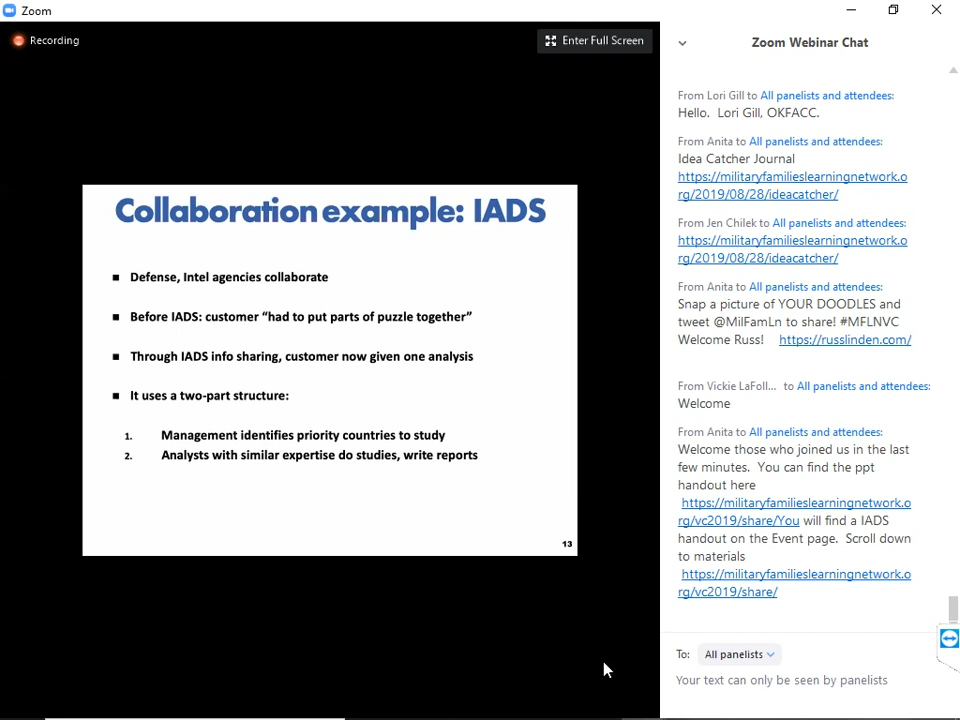 Zoom
Recording
Enter Full Screen
Collaboration example: IADS
■ Defense, Intel agencies collaborate
■ Before IADS: customer “had to put parts of puzzle together”
■ Through IADS info sharing, customer now given one analysis
■ It uses a two-part structure:
1. Management identifies priority countries to study
2. Analysts with similar expertise do studies, write reports
13
Zoom Webinar Chat
From Lori Gill to All panelists and attendees:
Hello.  Lori Gill, OKFACC.
From Anita to All panelists and attendees:
Idea Catcher Journal
https://militaryfamilieslearningnetwork.o
rg/2019/08/28/ideacatcher/
From Jen Chilek to All panelists and attendees:
https://militaryfamilieslearningnetwork.o
rg/2019/08/28/ideacatcher/
From Anita to All panelists and attendees:
Snap a picture of YOUR DOODLES and
tweet @MilFamLn to share! #MFLNVC
Welcome Russ!   https://russlinden.com/
From Vickie LaFoll... to All panelists and attendees:
Welcome
From Anita to All panelists and attendees:
Welcome those who joined us in the last
few minutes.  You can find the ppt
handout here
https://militaryfamilieslearningnetwork.o
rg/vc2019/share/You will find a IADS
handout on the Event page.  Scroll down
to materials
https://militaryfamilieslearningnetwork.o
rg/vc2019/share/
To: All panelists
Your text can only be seen by panelists